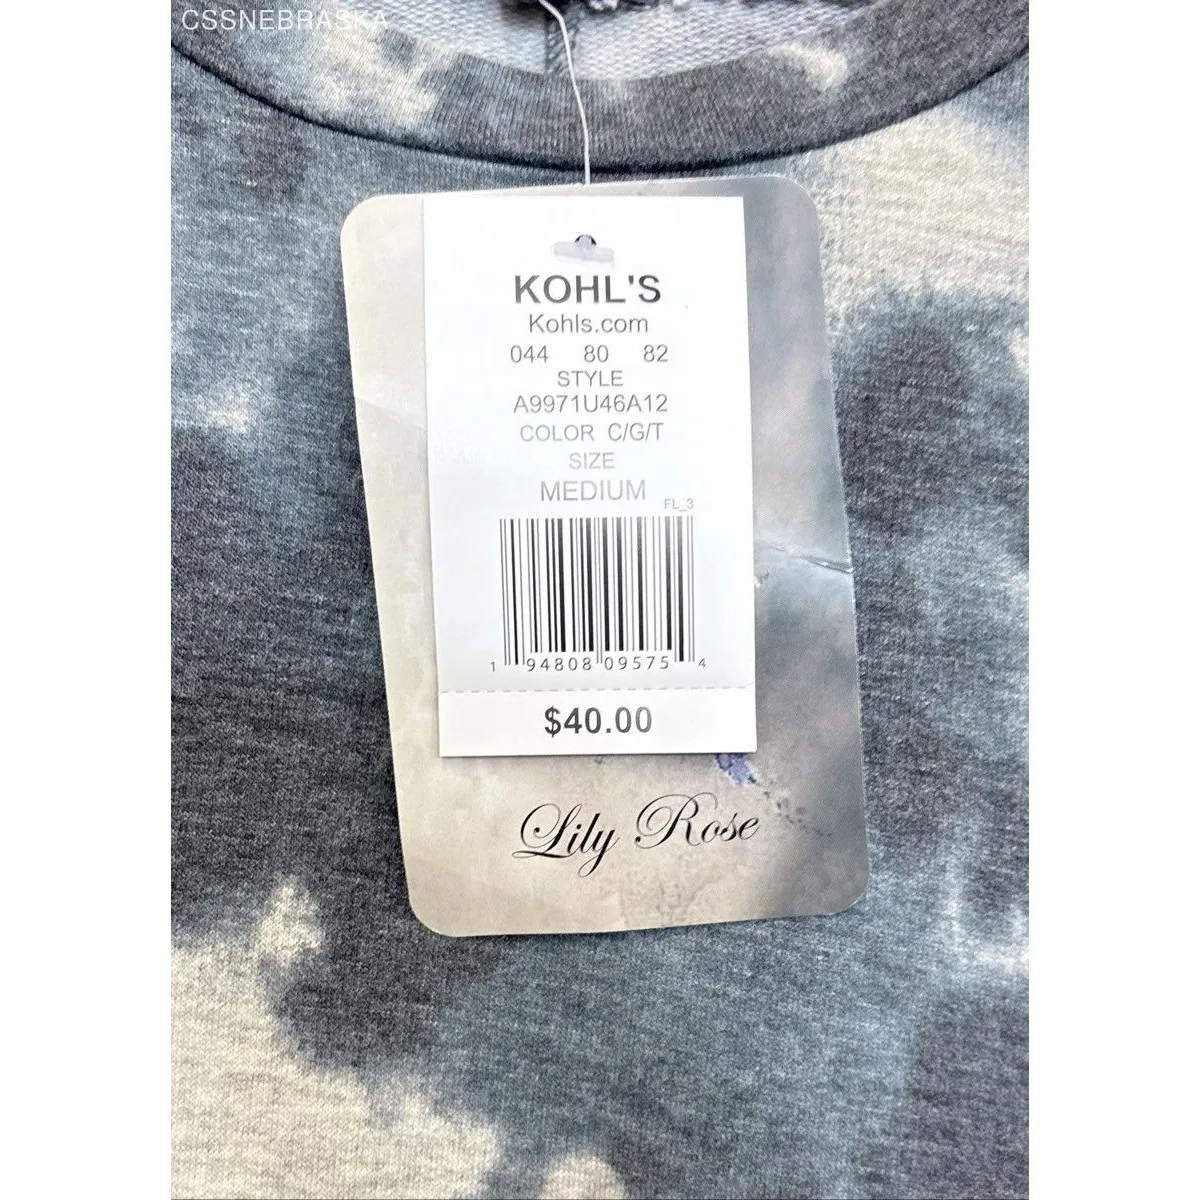 CSSNEBRASKA
KOHL'S
Kohls.com
044 80 82
STYLE
A9971U46A12
COLOR C/G/T
SIZE
MEDIUM
FL_3
1 94808 09575 4
$40.00
Lily Rose